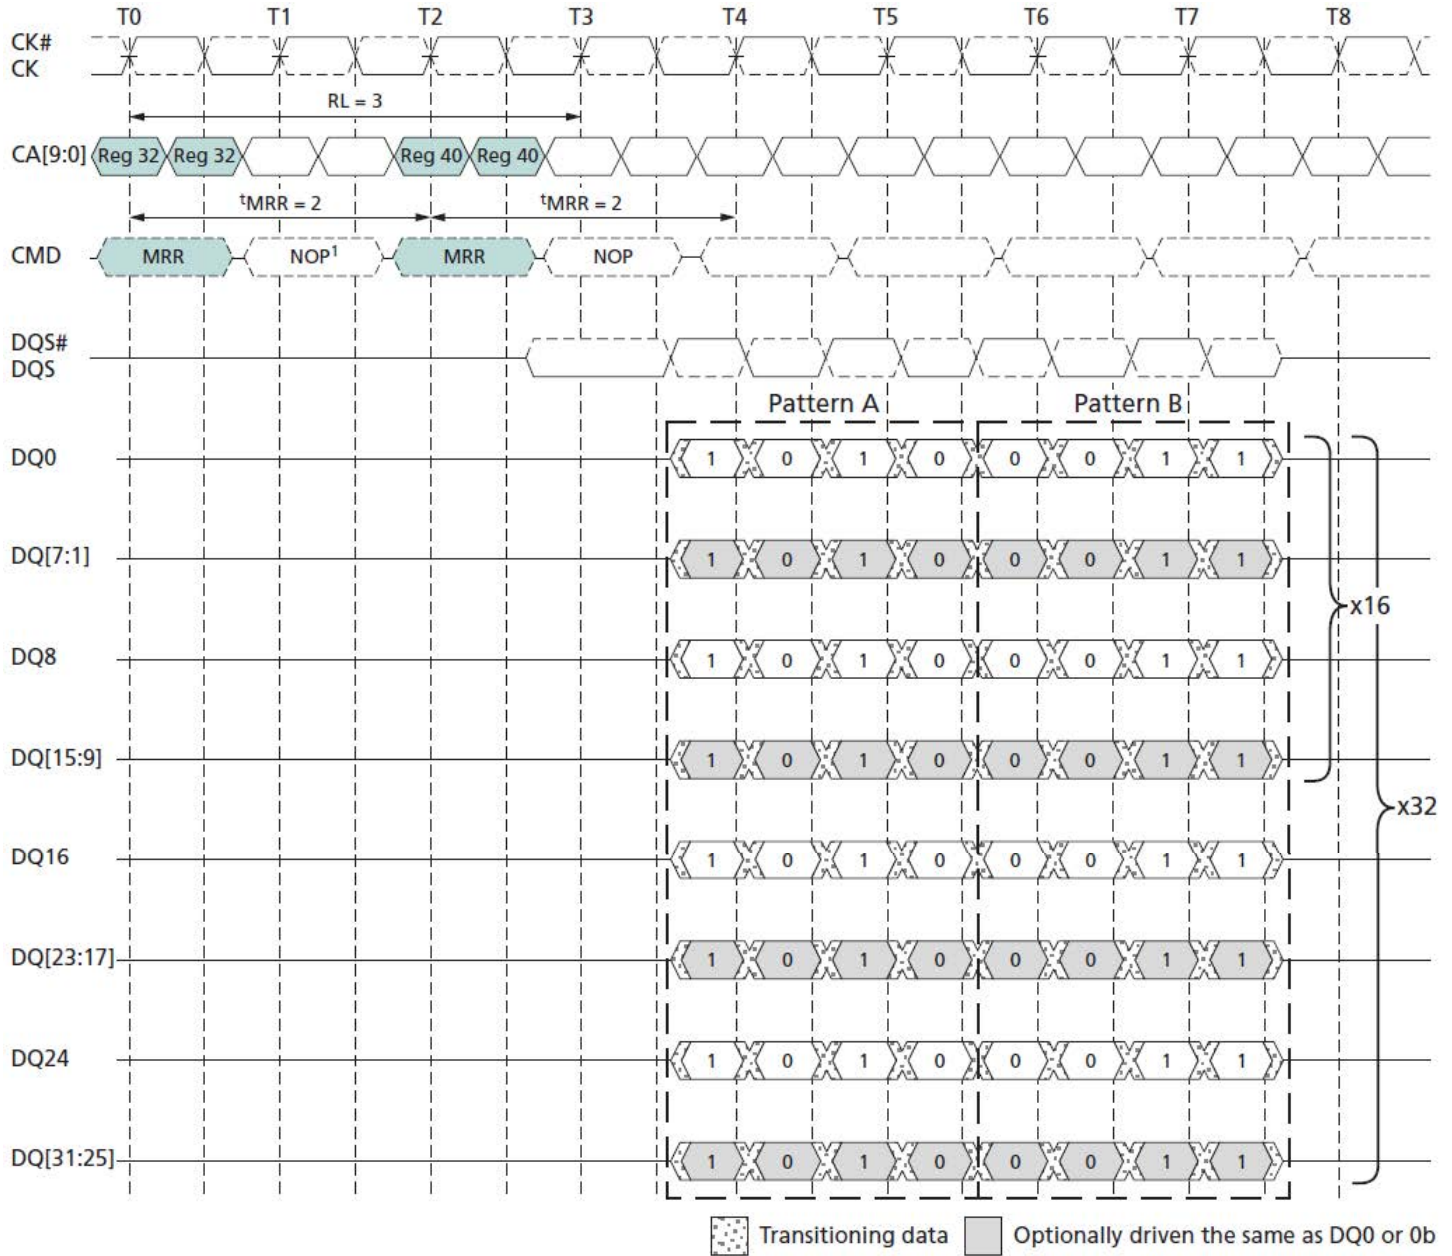 T0 T1 T2 T3 T4 T5 T6 T7 T8
CK#
CK
RL = 3
CA[9:0] Reg 32 Reg 32 Reg 40 Reg 40
tMRR = 2 tMRR = 2
CMD MRR NOP1 MRR NOP
DQS#
DQS
Pattern A Pattern B
DQ0 1 0 1 0 0 0 1 1
DQ[7:1] 1 0 1 0 0 0 1 1
x16
DQ8 1 0 1 0 0 0 1 1
DQ[15:9] 1 0 1 0 0 0 1 1
x32
DQ16 1 0 1 0 0 0 1 1
DQ[23:17] 1 0 1 0 0 0 1 1
DQ24 1 0 1 0 0 0 1 1
DQ[31:25] 1 0 1 0 0 0 1 1
Transitioning data Optionally driven the same as DQ0 or 0b